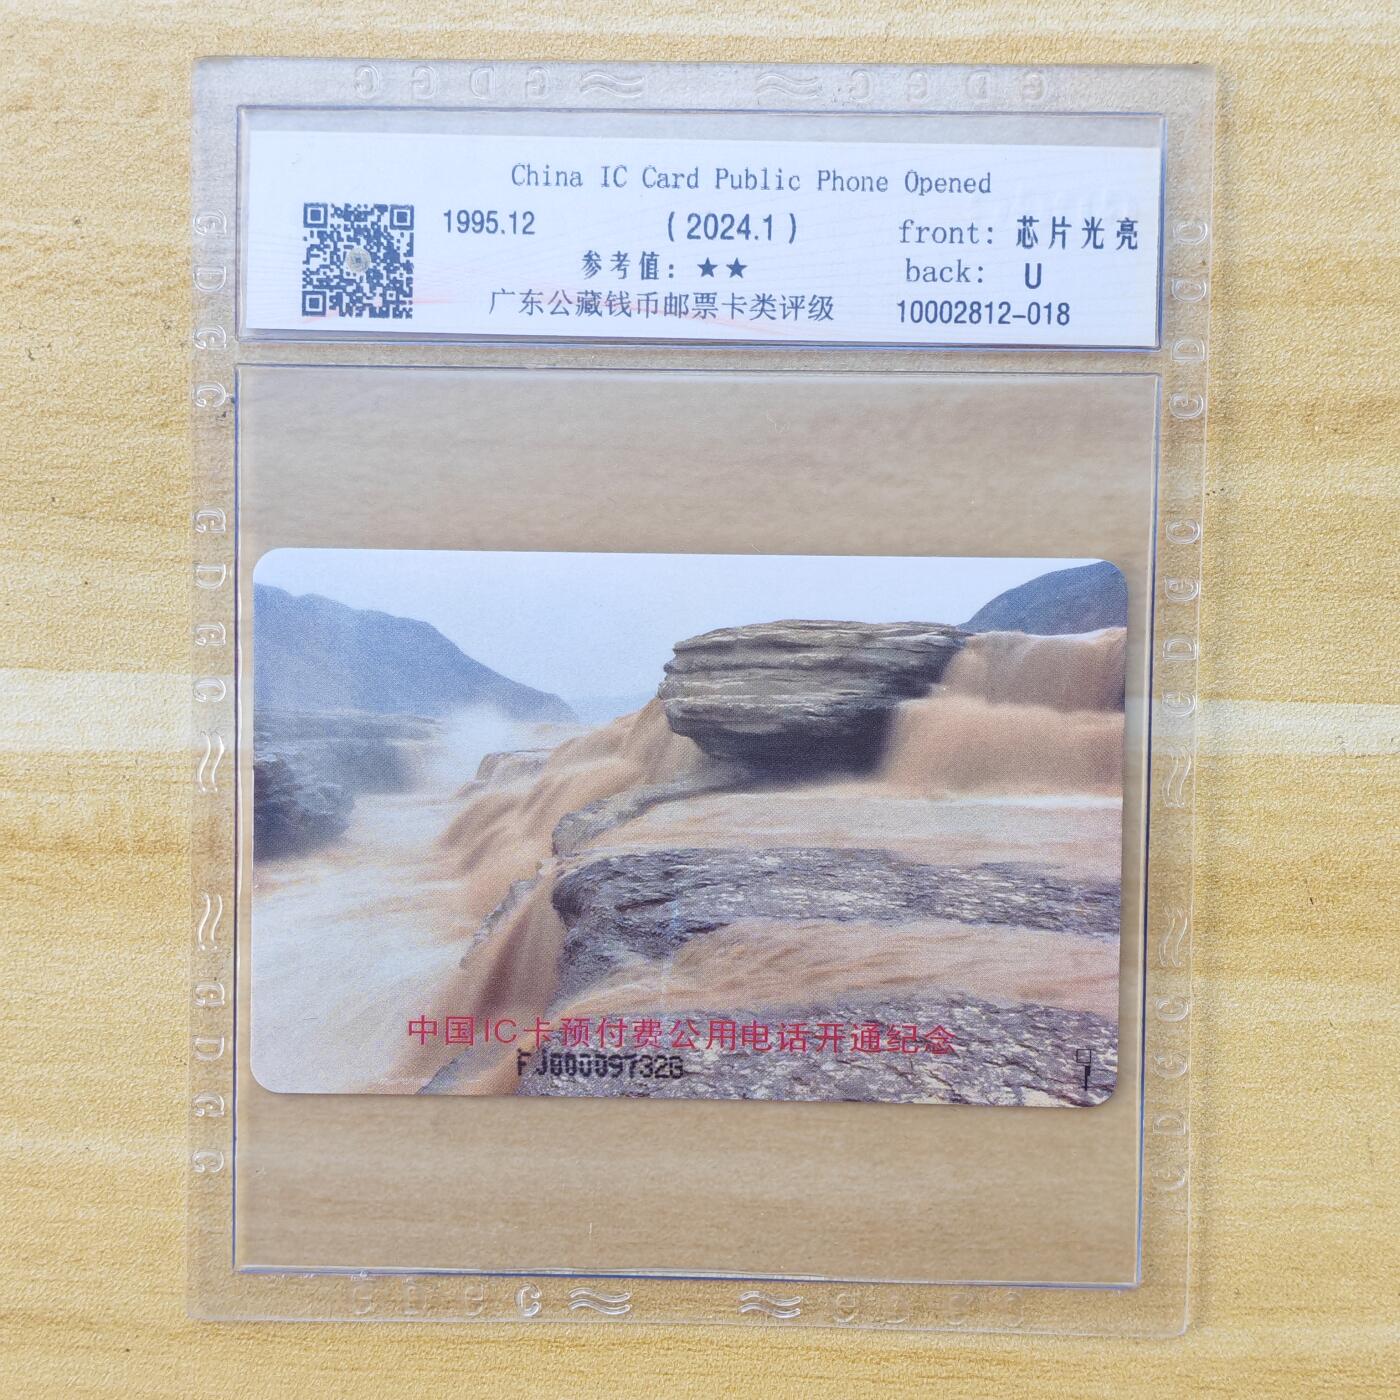 G D G C
G D G C
China IC Card Public Phone Opened
1995.12 (2024.1) front: 芯片光亮
参考值: ★★ back: U
广东公藏钱币邮票卡类评级 10002812-018
中国IC卡预付费公用电话开通纪念
G D G C